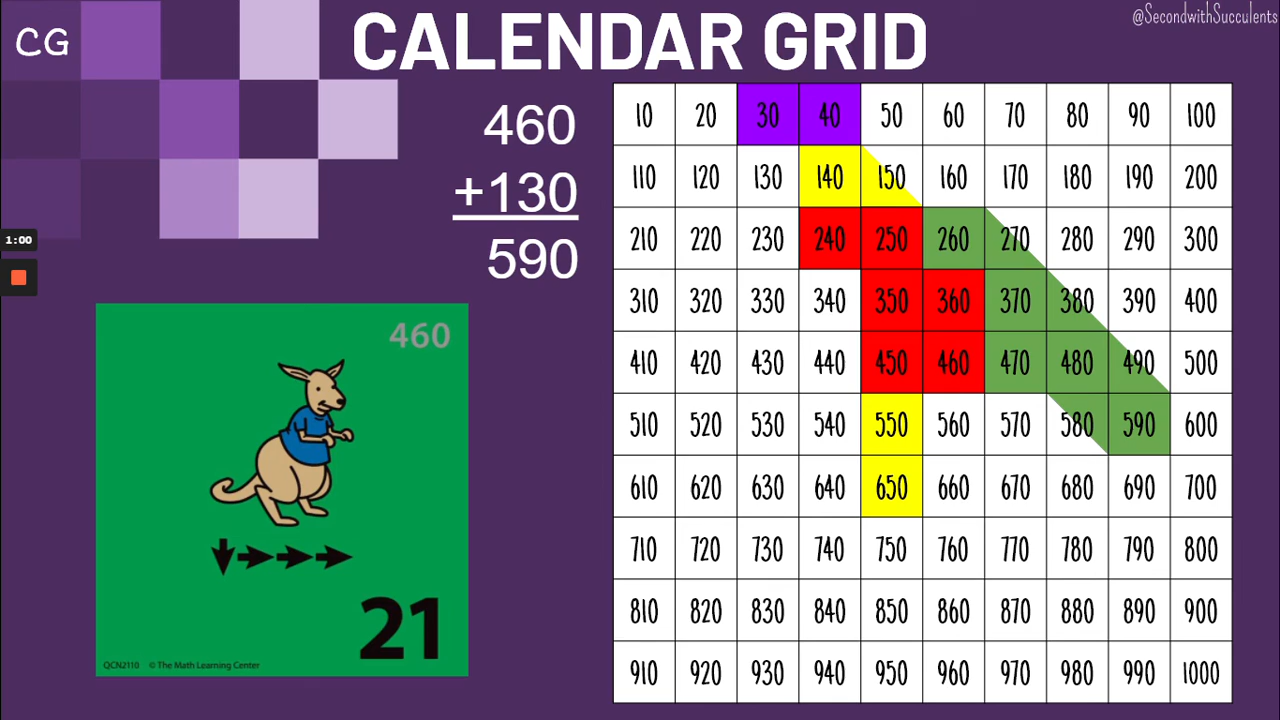 CG
CALENDAR GRID
@SecondwithSucculents
460
+130
590
1:00
460
21
QCN2110 © The Math Learning Center
10 20 30 40 50 60 70 80 90 100
110 120 130 140 150 160 170 180 190 200
210 220 230 240 250 260 270 280 290 300
310 320 330 340 350 360 370 380 390 400
410 420 430 440 450 460 470 480 490 500
510 520 530 540 550 560 570 580 590 600
610 620 630 640 650 660 670 680 690 700
710 720 730 740 750 760 770 780 790 800
810 820 830 840 850 860 870 880 890 900
910 920 930 940 950 960 970 980 990 1000